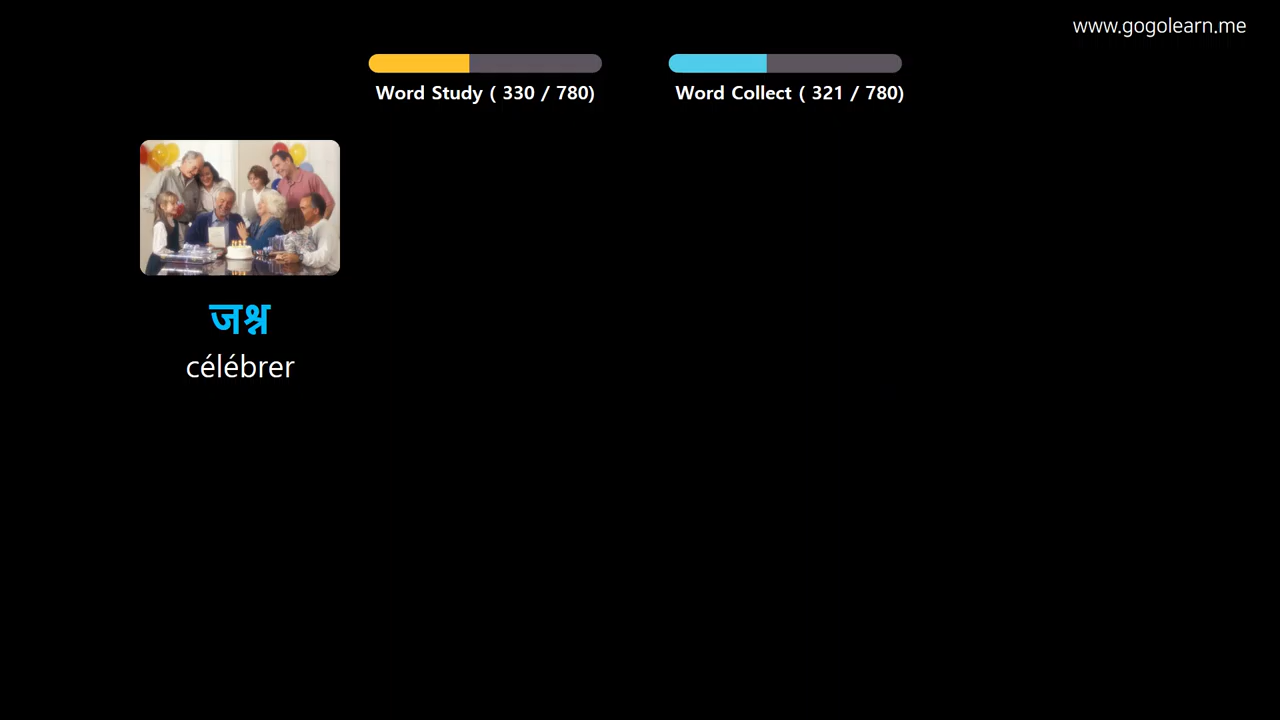 www.gogolearn.me
Word Study ( 330 / 780)
Word Collect ( 321 / 780)
जश्न
célébrer